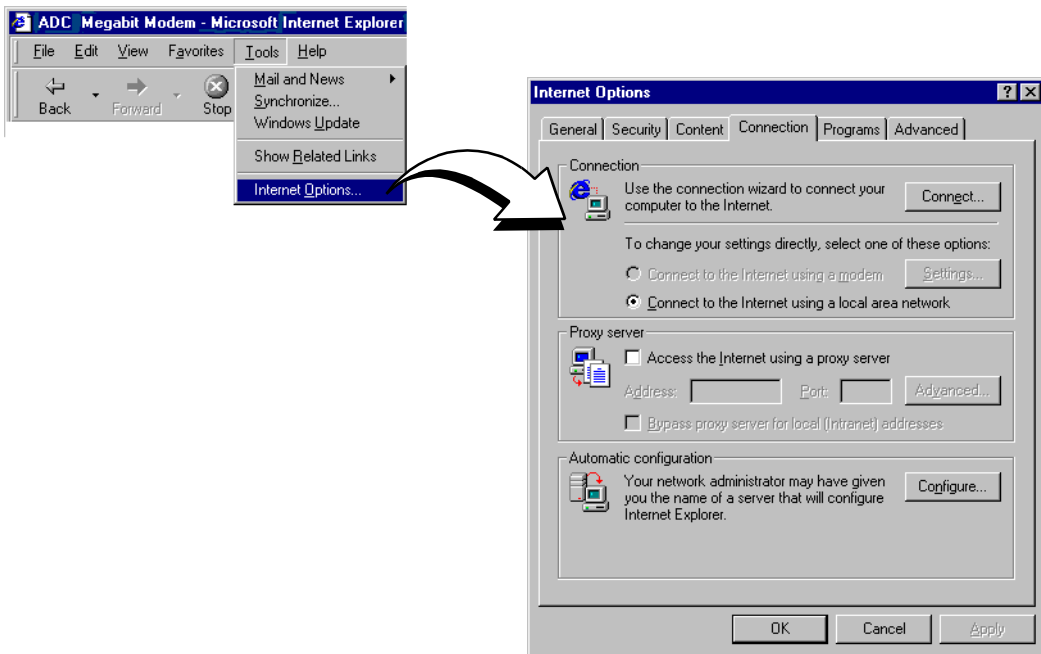 ADC Megabit Modem - Microsoft Internet Explorer
File Edit View Favorites Tools Help
Back Forward Stop
Mail and News
Synchronize...
Windows Update
Show Related Links
Internet Options...
Internet Options
General Security Content Connection Programs Advanced
Connection
Use the connection wizard to connect your
computer to the Internet.
Connect...
To change your settings directly, select one of these options:
Connect to the Internet using a modem
Settings...
Connect to the Internet using a local area network
Proxy server
Access the Internet using a proxy server
Address: Port: Advanced...
Bypass proxy server for local (Intranet) addresses
Automatic configuration
Your network administrator may have given
you the name of a server that will configure
Internet Explorer.
Configure...
OK Cancel Apply